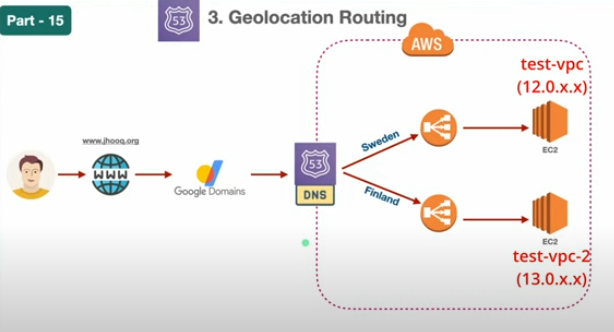 Part - 15
53
3. Geolocation Routing
AWS
test-vpc
(12.0.x.x)
www.jhooq.org
WWW
Google Domains
53
DNS
Sweden
Finland
EC2
EC2
test-vpc-2
(13.0.x.x)